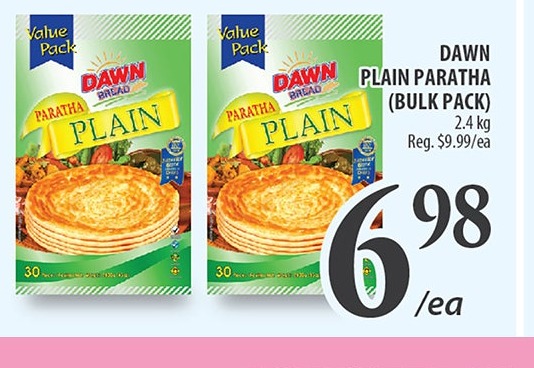 Value
Pack
DAWN
BREAD
PARATHA
PLAIN
30
Value
Pack
DAWN
BREAD
PARATHA
PLAIN
30
DAWN
PLAIN PARATHA
(BULK PACK)
2.4 kg
Reg. $9.99/ea
6 98
/ea